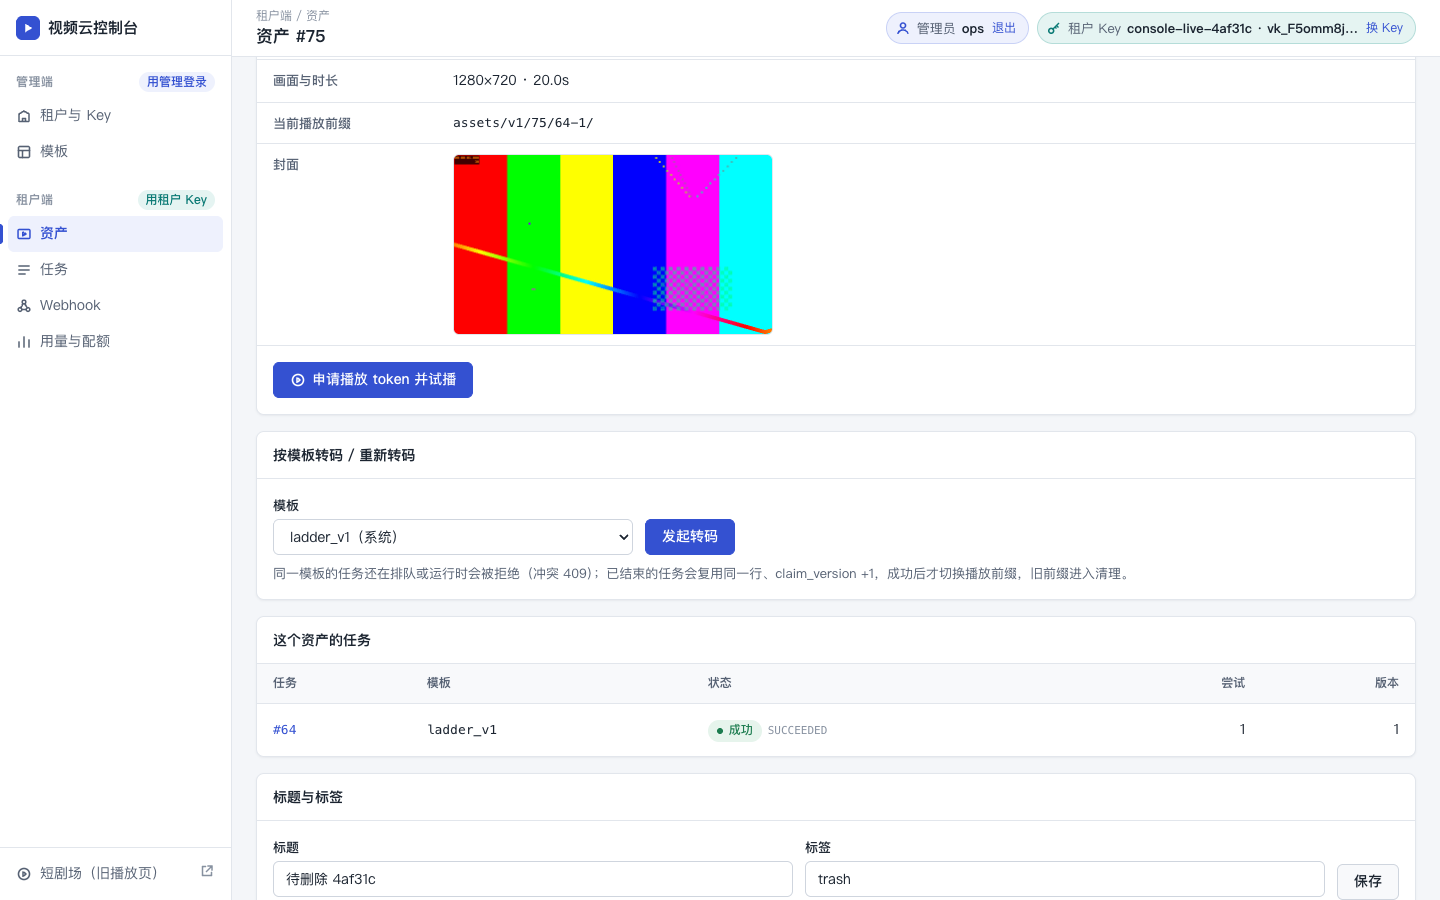 视频云控制台
管理端
用管理登录
租户与 Key
模板
租户端
用租户 Key
资产
任务
Webhook
用量与配额
短剧场（旧播放页）
租户端 / 资产
资产 #75
管理员 ops 退出
租户 Key console-live-4af31c · vk_F5omm8j… 换 Key
画面与时长
1280×720 · 20.0s
当前播放前缀
assets/v1/75/64-1/
封面
申请播放 token 并试播
按模板转码 / 重新转码
模板
ladder_v1（系统）
发起转码
同一模板的任务还在排队或运行时会被拒绝（冲突 409）；已结束的任务会复用同一行、claim_version +1，成功后才切换播放前缀，旧前缀进入清理。
这个资产的任务
任务 模板 状态 尝试 版本
#64 ladder_v1 成功 SUCCEEDED 1 1
标题与标签
标题
待删除 4af31c
标签
trash
保存